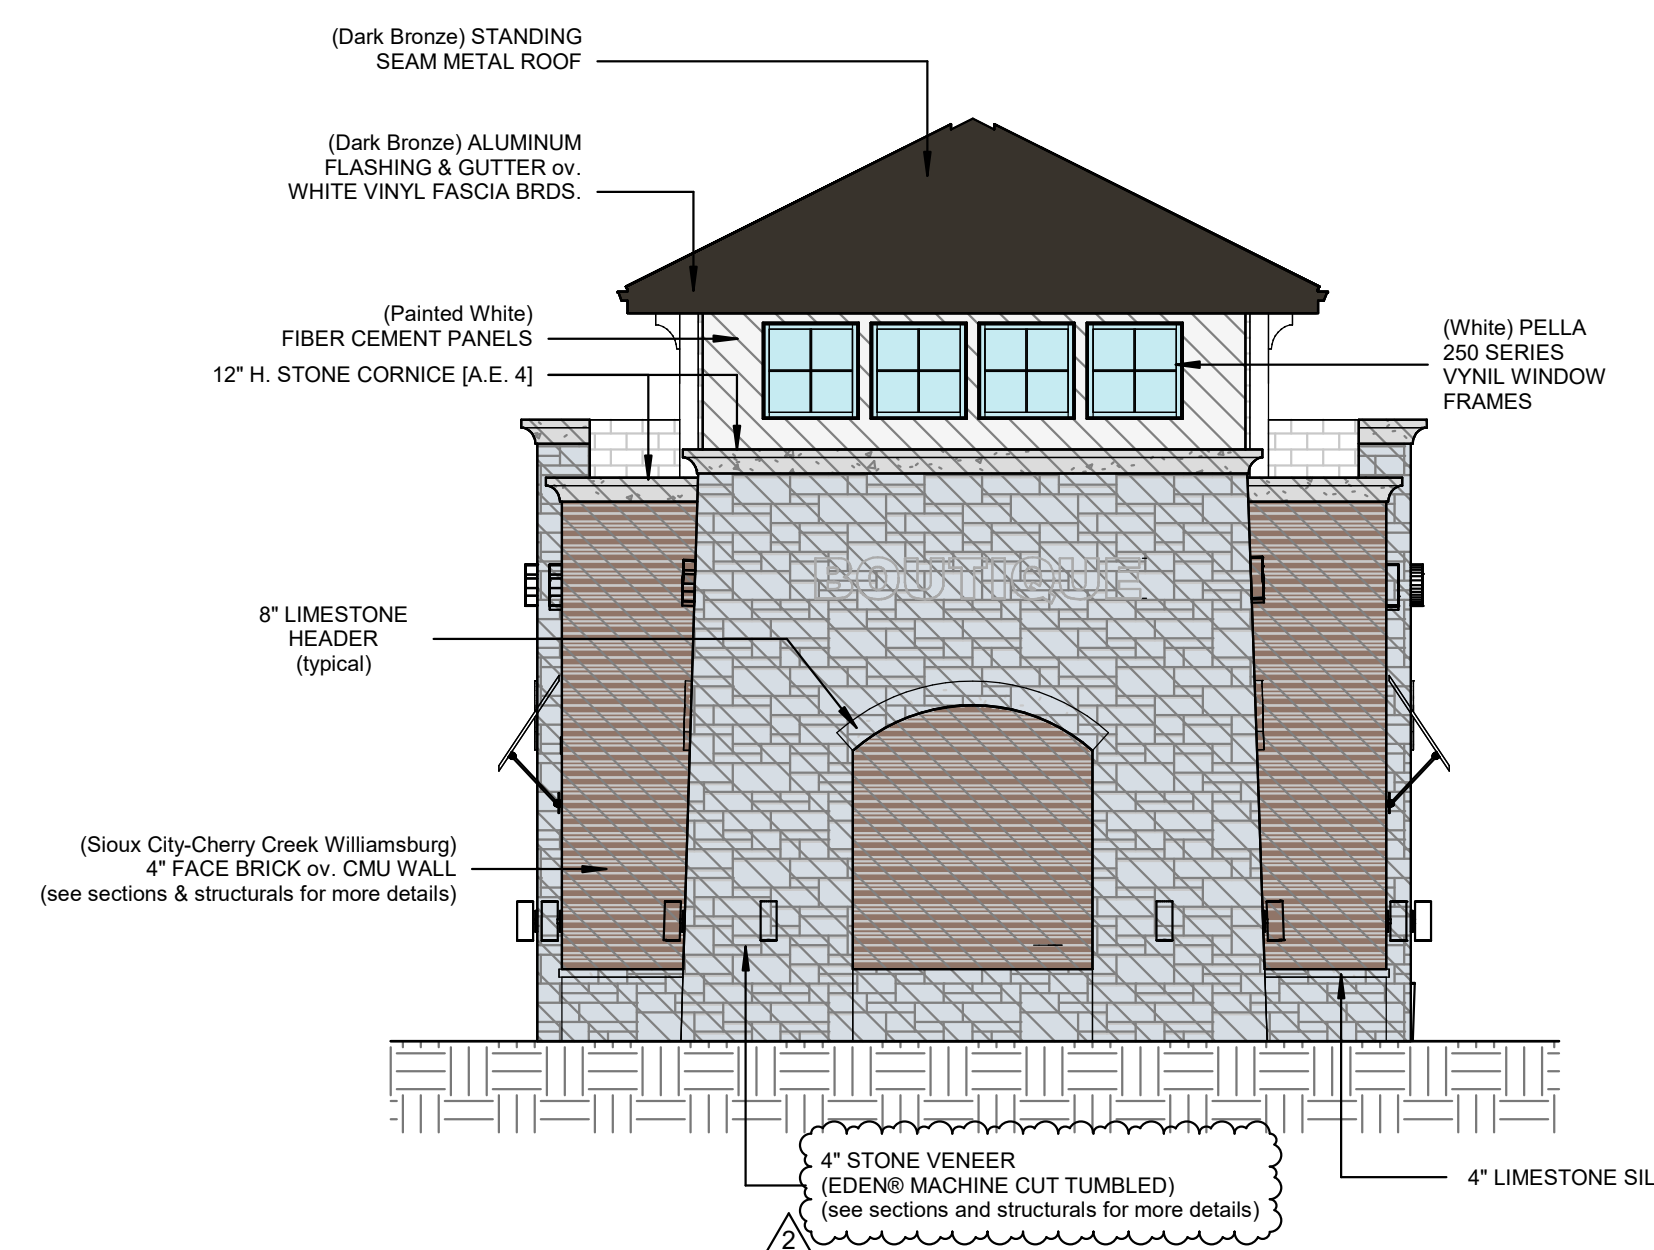 (Dark Bronze) STANDING
SEAM METAL ROOF
(Dark Bronze) ALUMINUM
FLASHING & GUTTER ov.
WHITE VINYL FASCIA BRDS.
(Painted White)
FIBER CEMENT PANELS
12" H. STONE CORNICE [A.E. 4]
(White) PELLA
250 SERIES
VYNIL WINDOW
FRAMES
BOUTIQUE
8" LIMESTONE
HEADER
(typical)
(Sioux City-Cherry Creek Williamsburg)
4" FACE BRICK ov. CMU WALL
(see sections & structurals for more details)
4" STONE VENEER
(EDEN® MACHINE CUT TUMBLED)
(see sections and structurals for more details)
2
4" LIMESTONE SIL